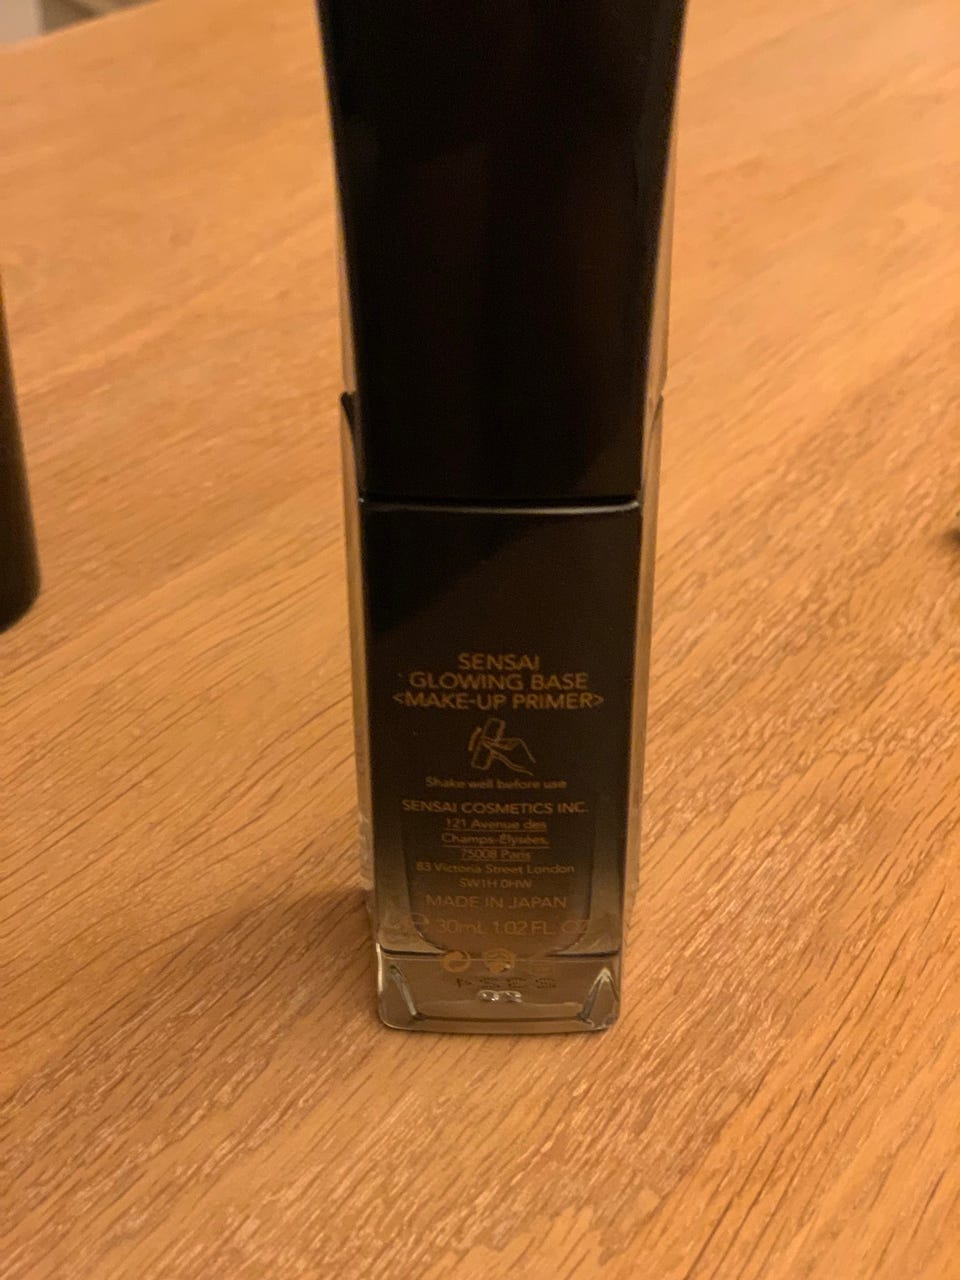 SENSAI
GLOWING BASE
<MAKE-UP PRIMER>
Shake well before use
SENSAI COSMETICS INC.
121 Avenue des
Champs-Élysées,
75008 Paris
83 Victoria Street London
SW1H 0HW
MADE IN JAPAN
30mL 1.02 FL. OZ